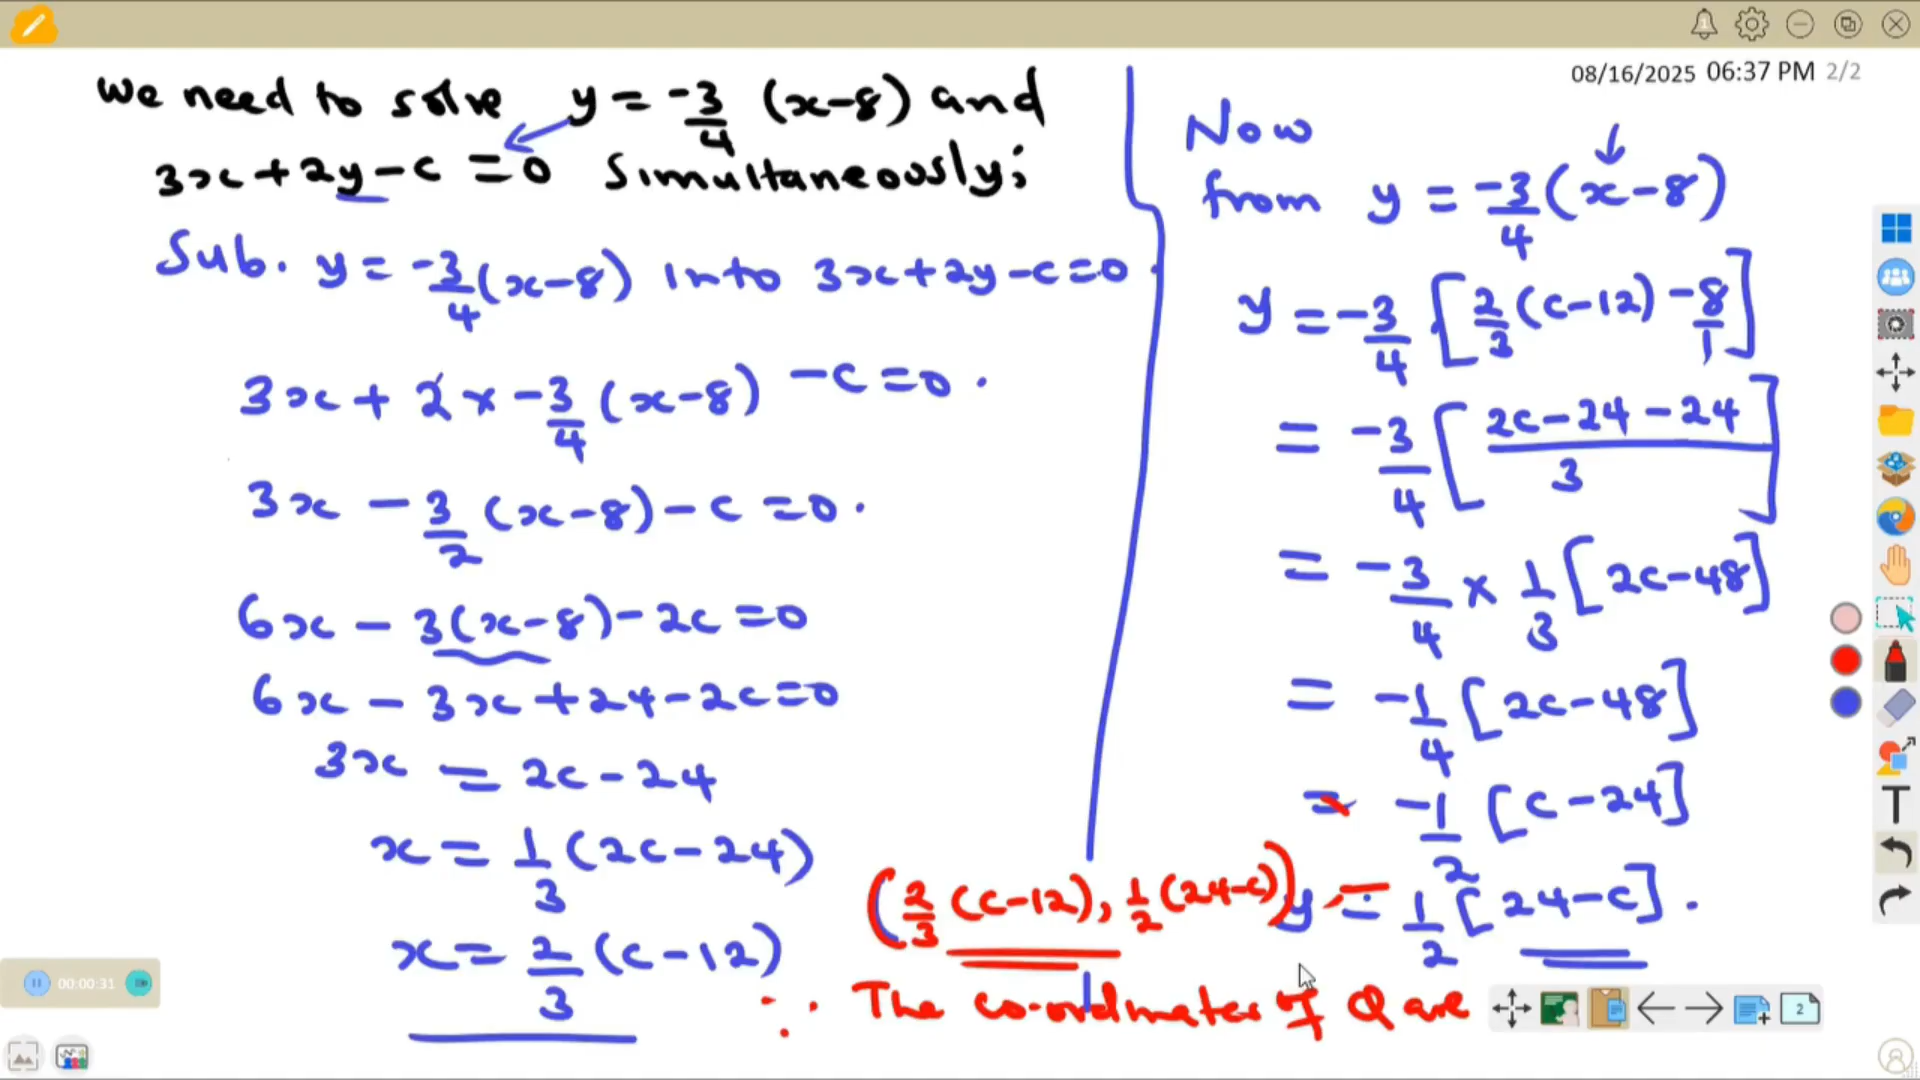 08/16/2025 06:37 PM 2/2
We need to solve y = -3/4 (x-8) and
3x+2y-c = 0 simultaneously;
Sub. y = -3/4 (x-8) into 3x+2y-c=0.
3x + 2 x -3/4 (x-8) -c = 0.
3x - 3/2 (x-8) - c = 0.
6x - 3(x-8) - 2c = 0
6x - 3x + 24 - 2c = 0
3x = 2c - 24
x = 1/3 (2c - 24)
x = 2/3 (c - 12)
Now
from y = -3/4 (x-8)
y = -3/4 [2/3 (c-12) - 8/1]
= -3/4 [(2c - 24 - 24)/3]
= -3/4 x 1/3 [2c-48]
= -1/4 [2c-48]
= -1/2 [c-24]
y = 1/2 [24-c].
∴ The co-ordinates of Q are
(2/3 (c-12), 1/2 (24-c))
00:00:31
T
2